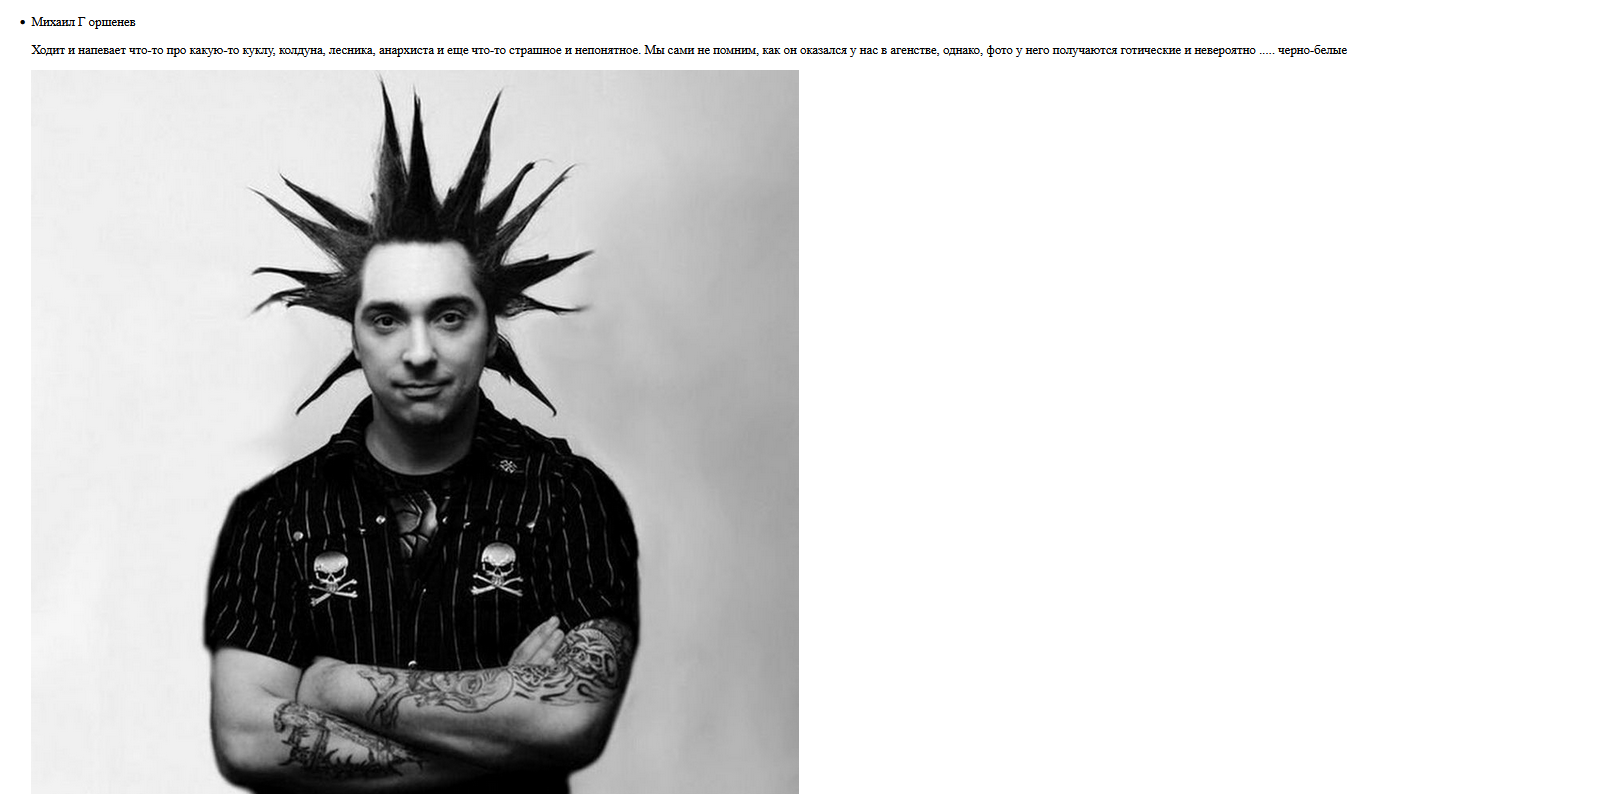 Михаил Г оршенев
Ходит и напевает что-то про какую-то куклу, колдуна, лесника, анархиста и еще что-то страшное и непонятное. Мы сами не помним, как он оказался у нас в агенстве, однако, фото у него получаются готические и невероятно ..... черно-белые